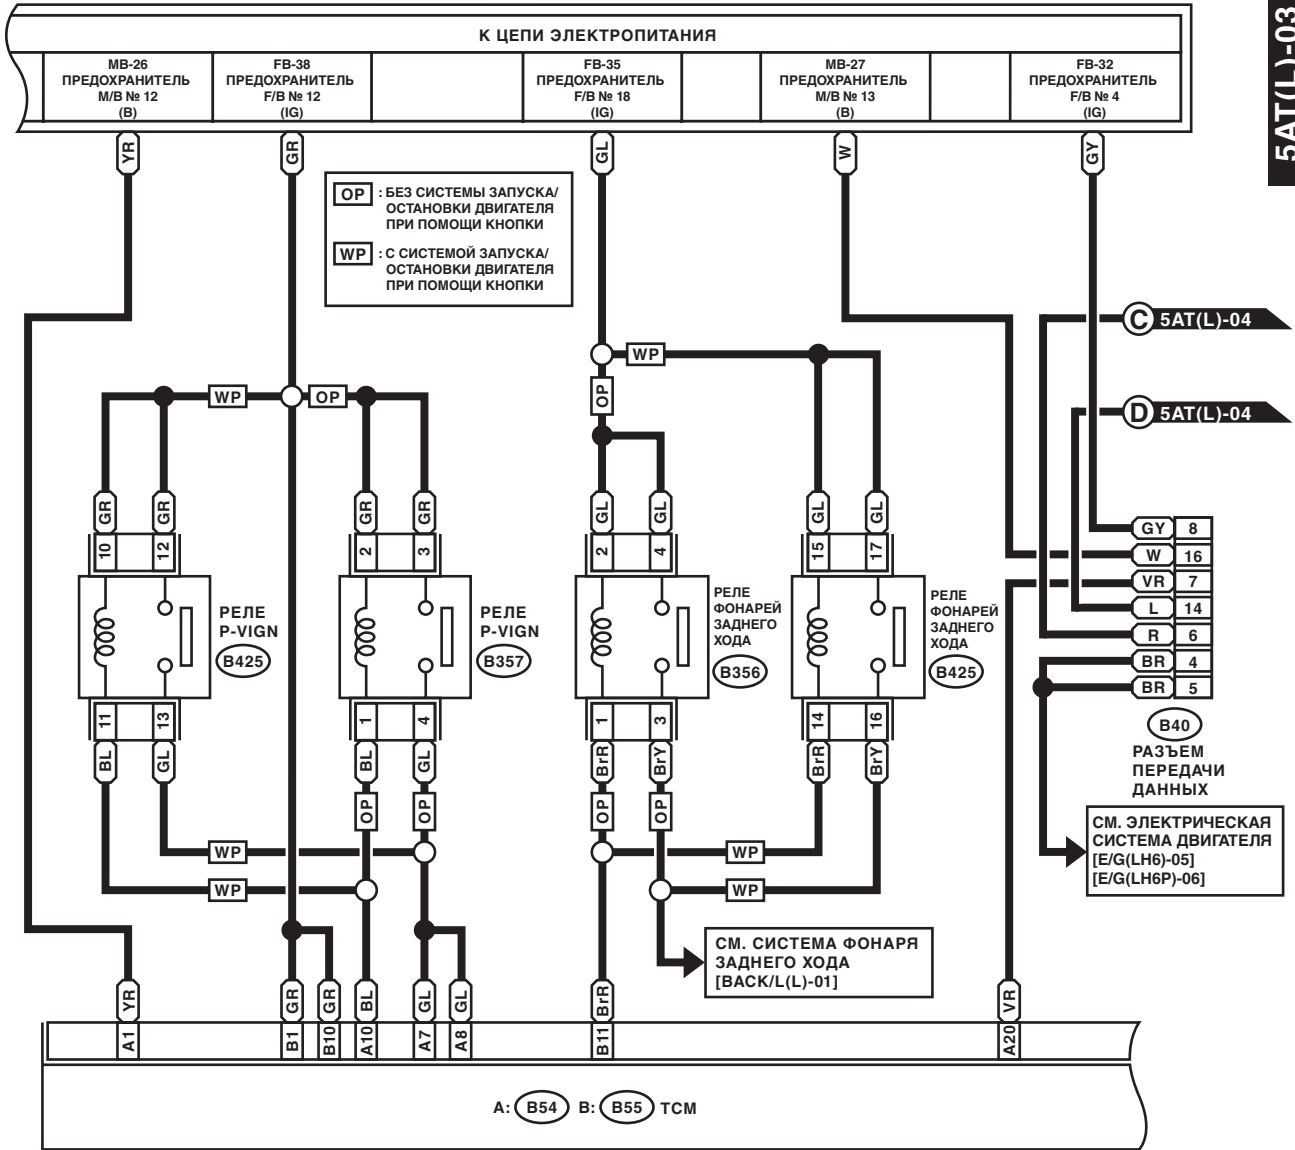 5AT(L)-03
К ЦЕПИ ЭЛЕКТРОПИТАНИЯ
MB-26
ПРЕДОХРАНИТЕЛЬ
M/B № 12
(B)
FB-38
ПРЕДОХРАНИТЕЛЬ
F/B № 12
(IG)
FB-35
ПРЕДОХРАНИТЕЛЬ
F/B № 18
(IG)
MB-27
ПРЕДОХРАНИТЕЛЬ
M/B № 13
(B)
FB-32
ПРЕДОХРАНИТЕЛЬ
F/B № 4
(IG)
YR
GR
GL
W
GY
OP : БЕЗ СИСТЕМЫ ЗАПУСКА/
ОСТАНОВКИ ДВИГАТЕЛЯ
ПРИ ПОМОЩИ КНОПКИ
WP : С СИСТЕМОЙ ЗАПУСКА/
ОСТАНОВКИ ДВИГАТЕЛЯ
ПРИ ПОМОЩИ КНОПКИ
C 5AT(L)-04
D 5AT(L)-04
WP
OP
WP
OP
GR
GR
GR
GR
GL
GL
GL
GL
10
12
2
3
2
4
15
17
РЕЛЕ
P-VIGN
B425
РЕЛЕ
P-VIGN
B357
РЕЛЕ
ФОНАРЕЙ
ЗАДНЕГО
ХОДА
B356
РЕЛЕ
ФОНАРЕЙ
ЗАДНЕГО
ХОДА
B425
11
13
1
4
1
3
14
16
BL
GL
BL
GL
BrR
BrY
BrR
BrY
OP
OP
OP
OP
WP
WP
WP
WP
GY 8
W 16
VR 7
L 14
R 6
BR 4
BR 5
B40
РАЗЪЕМ
ПЕРЕДАЧИ
ДАННЫХ
СМ. ЭЛЕКТРИЧЕСКАЯ
СИСТЕМА ДВИГАТЕЛЯ
[E/G(LH6)-05]
[E/G(LH6P)-06]
СМ. СИСТЕМА ФОНАРЯ
ЗАДНЕГО ХОДА
[BACK/L(L)-01]
YR
GR
GR
BL
GL
GL
BrR
VR
A1
B1
B10
A10
A7
A8
B11
A20
A: B54 B: B55 TCM